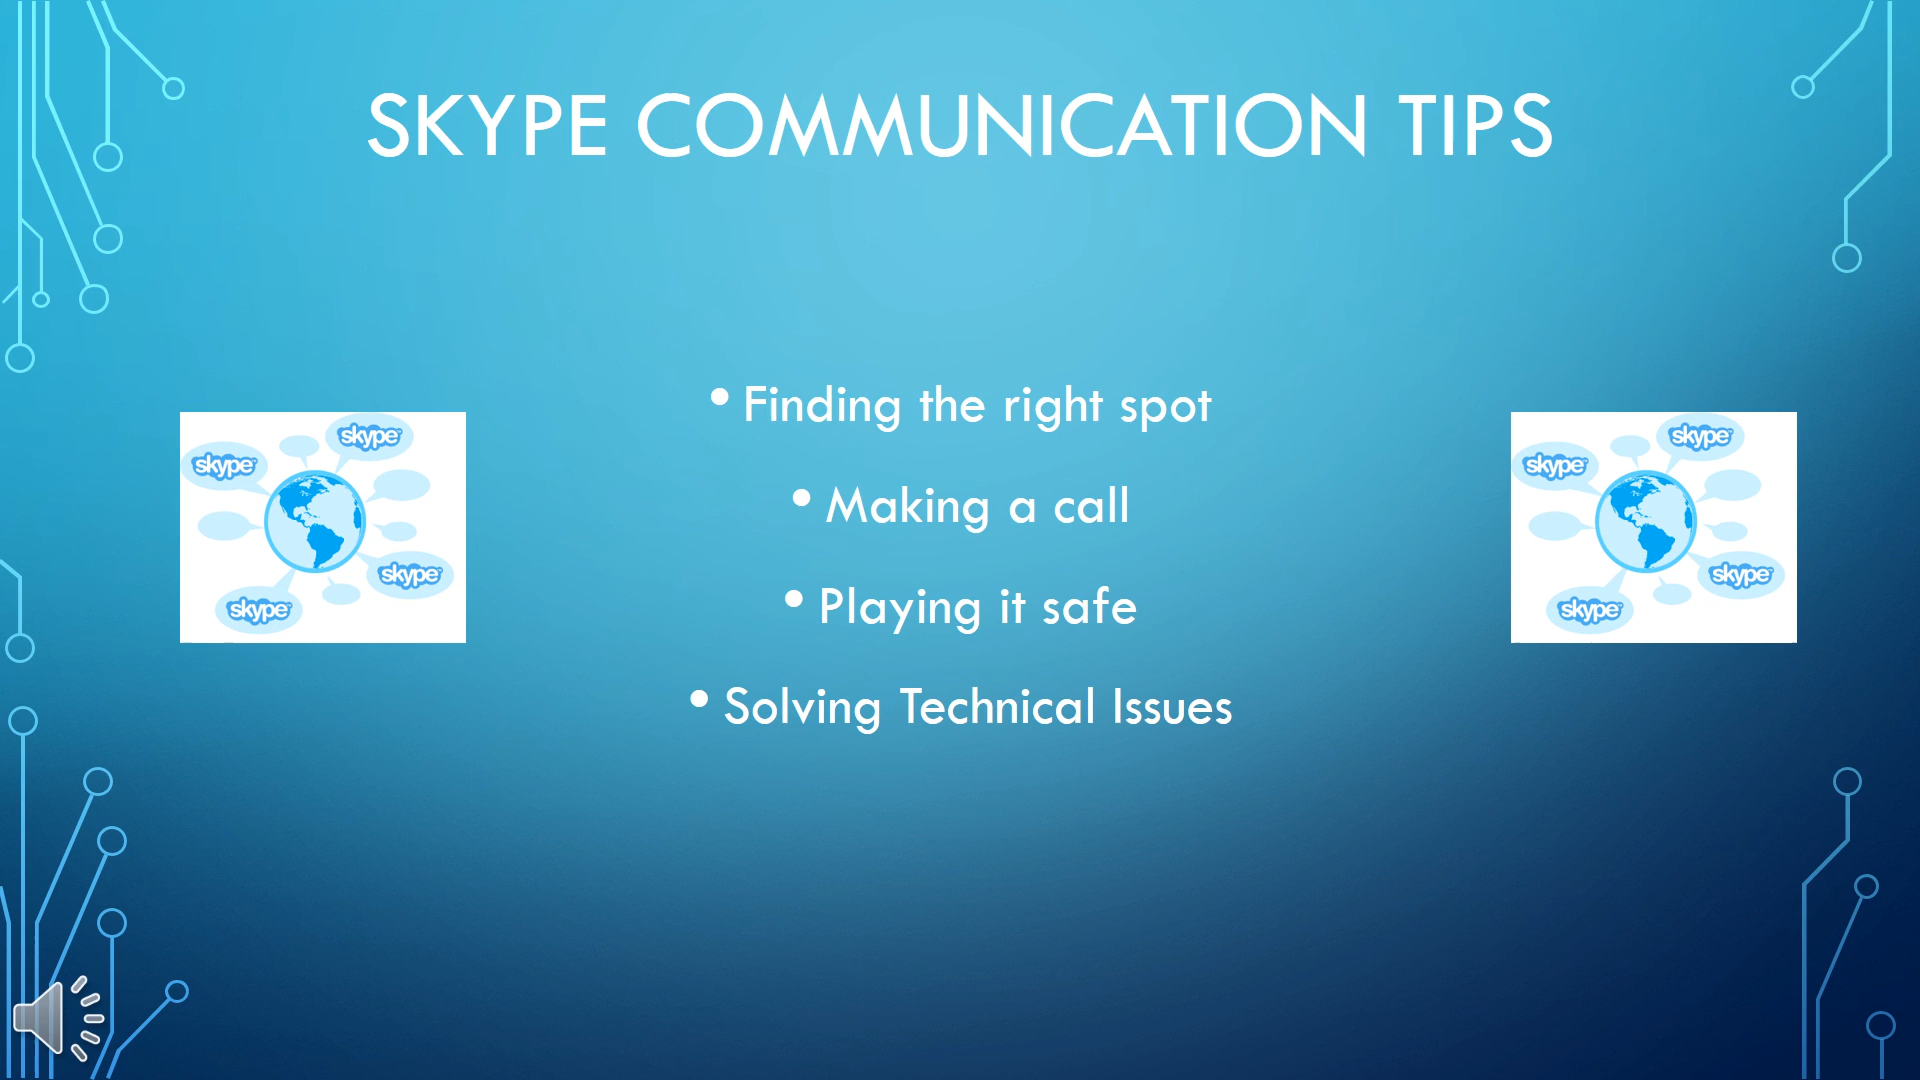 SKYPE COMMUNICATION TIPS
• Finding the right spot
• Making a call
• Playing it safe
• Solving Technical Issues
skype
skype
skype
skype
skype
skype
skype
skype